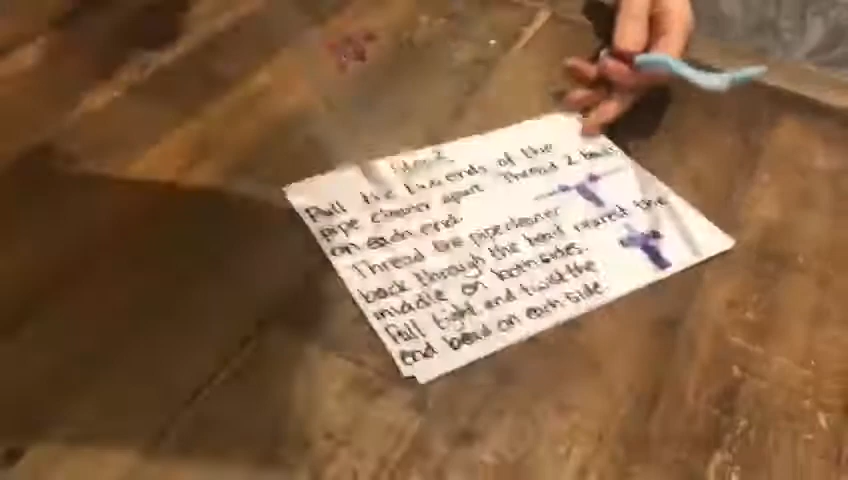 Pull the two ends of the
pipe cleaner apart. Thread 2 beads
on each end.
Thread the pipecleaner
back through the bead nearest the
middle on both sides.
Pull tight and twist the
end bead on each side.